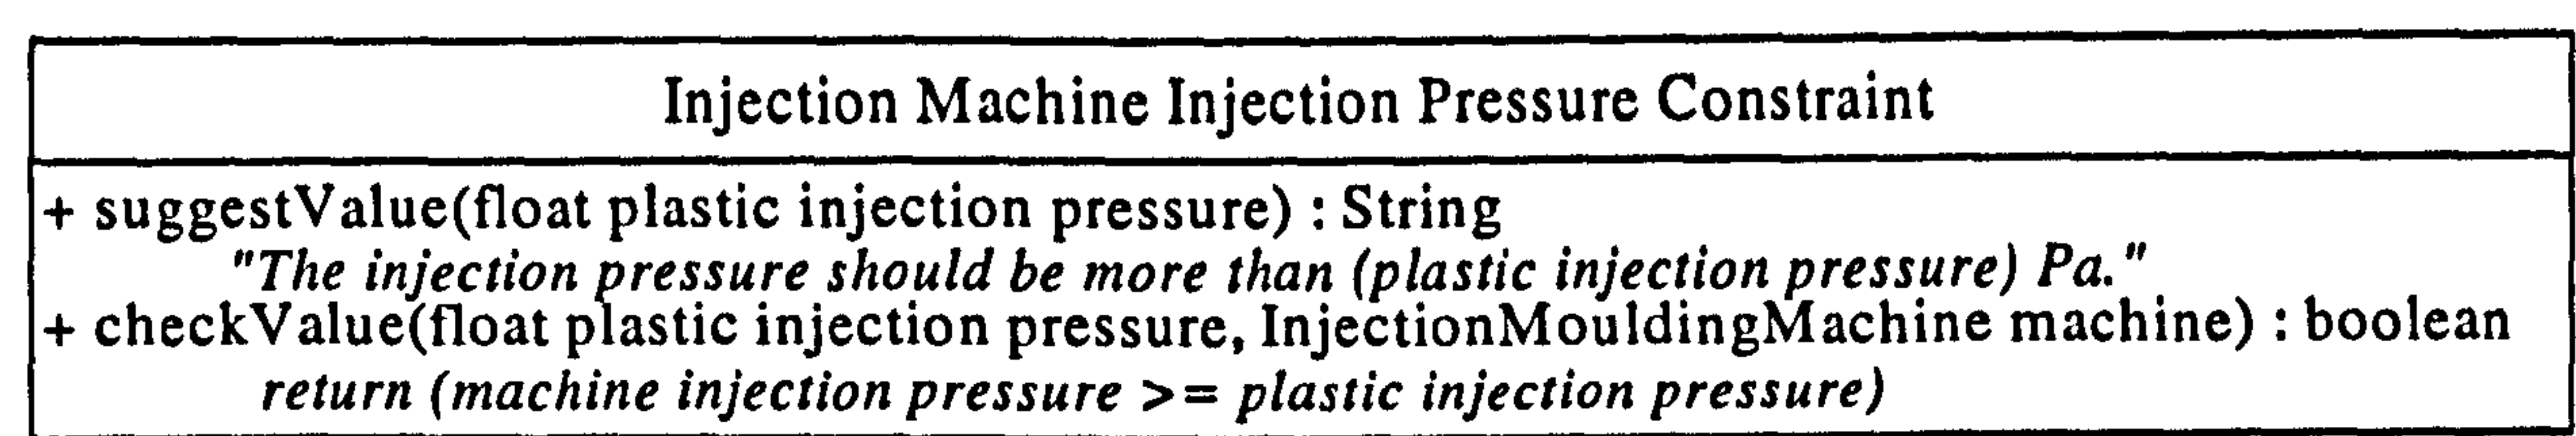 Injection Machine Injection Pressure Constraint
+ suggestValue(float plastic injection pressure) : String
"The injection pressure should be more than (plastic injection pressure) Pa."
+ checkValue(float plastic injection pressure, InjectionMouldingMachine machine) : boolean
return (machine injection pressure >= plastic injection pressure)